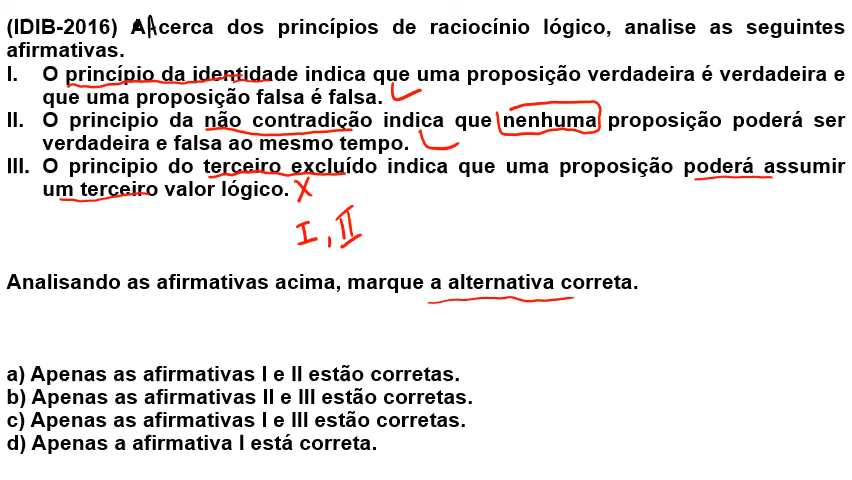 (IDIB-2016) Acerca dos princípios de raciocínio lógico, analise as seguintes
afirmativas.
I. O princípio da identidade indica que uma proposição verdadeira é verdadeira e
que uma proposição falsa é falsa.
II. O principio da não contradição indica que nenhuma proposição poderá ser
verdadeira e falsa ao mesmo tempo.
III. O principio do terceiro excluído indica que uma proposição poderá assumir
um terceiro valor lógico. X
I, II
Analisando as afirmativas acima, marque a alternativa correta.
a) Apenas as afirmativas I e II estão corretas.
b) Apenas as afirmativas II e III estão corretas.
c) Apenas as afirmativas I e III estão corretas.
d) Apenas a afirmativa I está correta.